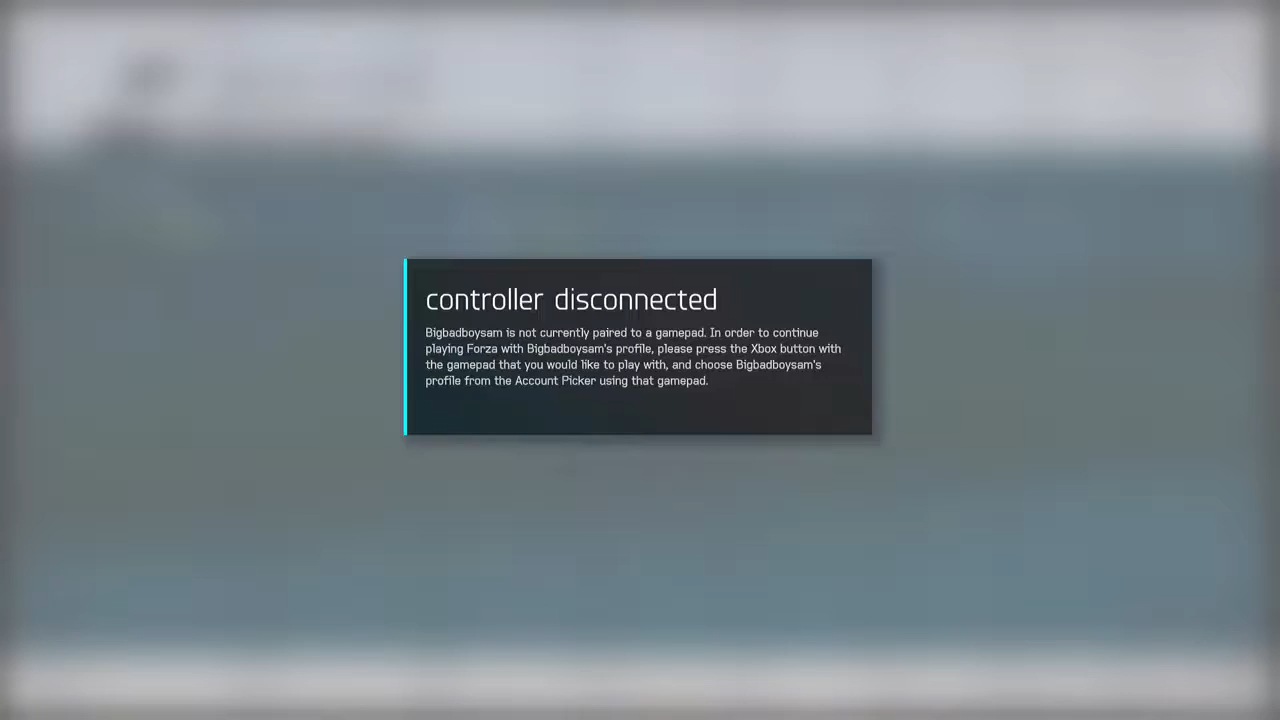 controller disconnected
Bigbadboysam is not currently paired to a gamepad. In order to continue
playing Forza with Bigbadboysam's profile, please press the Xbox button with
the gamepad that you would like to play with, and choose Bigbadboysam's
profile from the Account Picker using that gamepad.